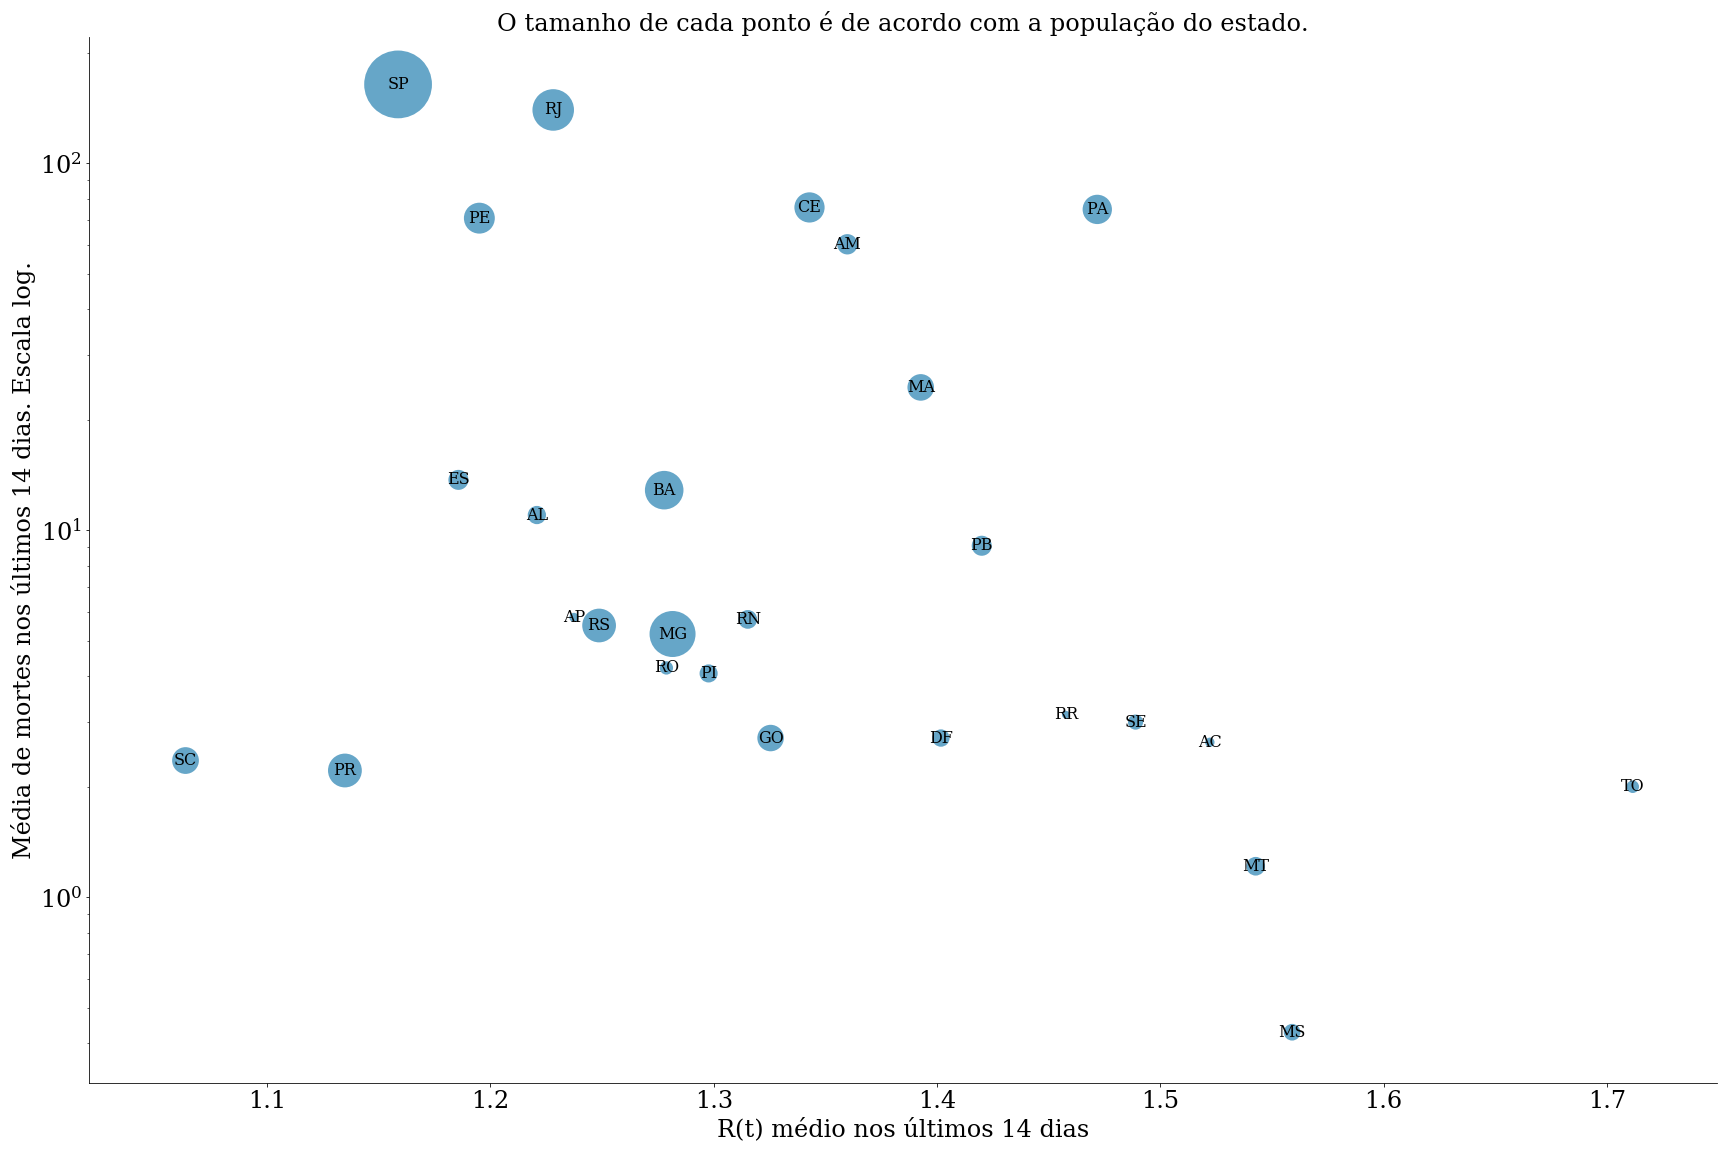 O tamanho de cada ponto é de acordo com a população do estado.
Média de mortes nos últimos 14 dias. Escala log.
10²
10¹
10⁰
SP
RJ
PE
CE
PA
AM
MA
ES
BA
AL
PB
AP
RS
MG
RN
RO
PI
RR
SE
GO
DF
AC
SC
PR
TO
MT
MS
1.1 1.2 1.3 1.4 1.5 1.6 1.7
R(t) médio nos últimos 14 dias